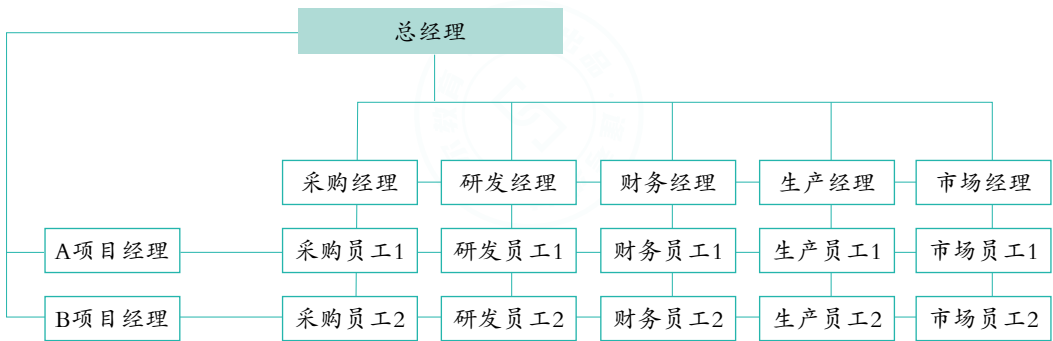 总经理
采购经理 研发经理 财务经理 生产经理 市场经理
A项目经理 采购员工1 研发员工1 财务员工1 生产员工1 市场员工1
B项目经理 采购员工2 研发员工2 财务员工2 生产员工2 市场员工2